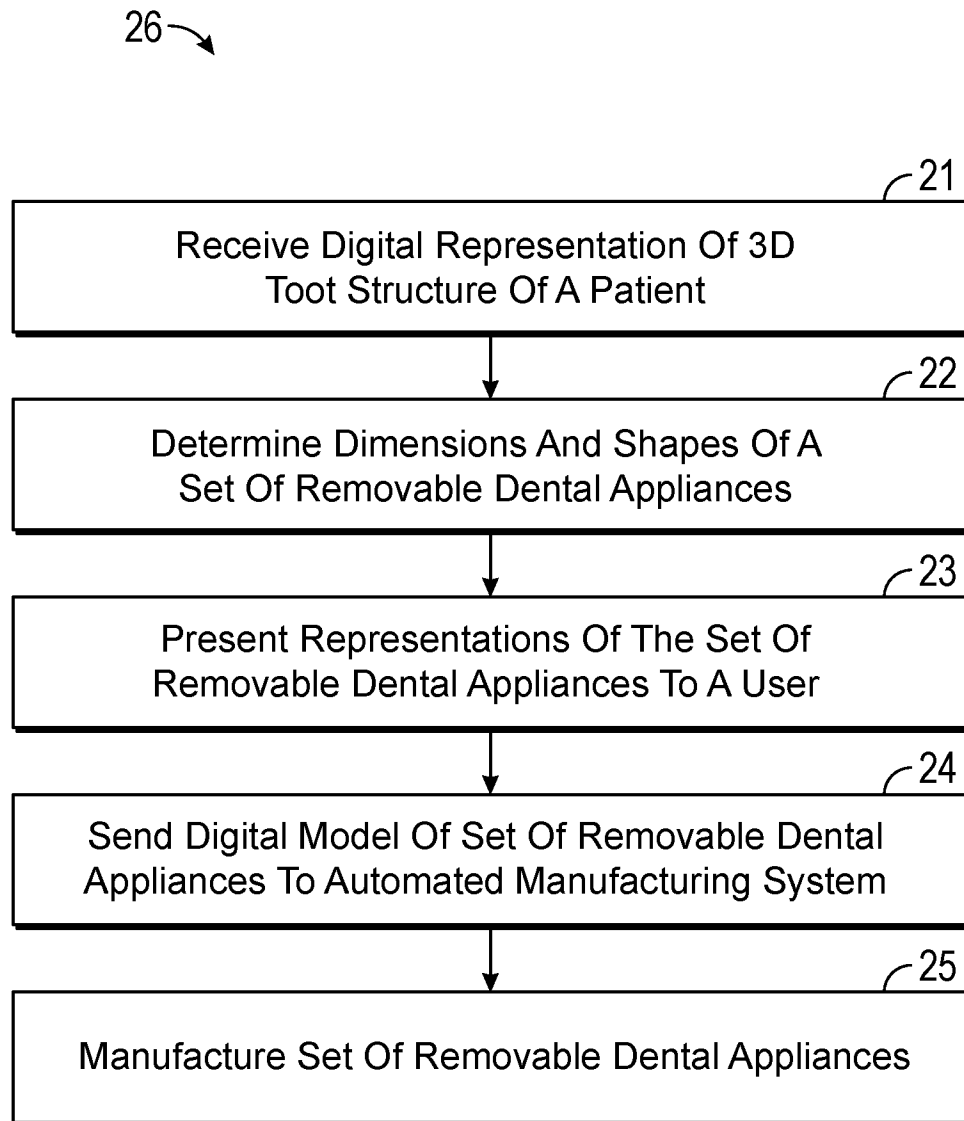 26
21
Receive Digital Representation Of 3D
Toot Structure Of A Patient
22
Determine Dimensions And Shapes Of A
Set Of Removable Dental Appliances
23
Present Representations Of The Set Of
Removable Dental Appliances To A User
24
Send Digital Model Of Set Of Removable Dental
Appliances To Automated Manufacturing System
25
Manufacture Set Of Removable Dental Appliances